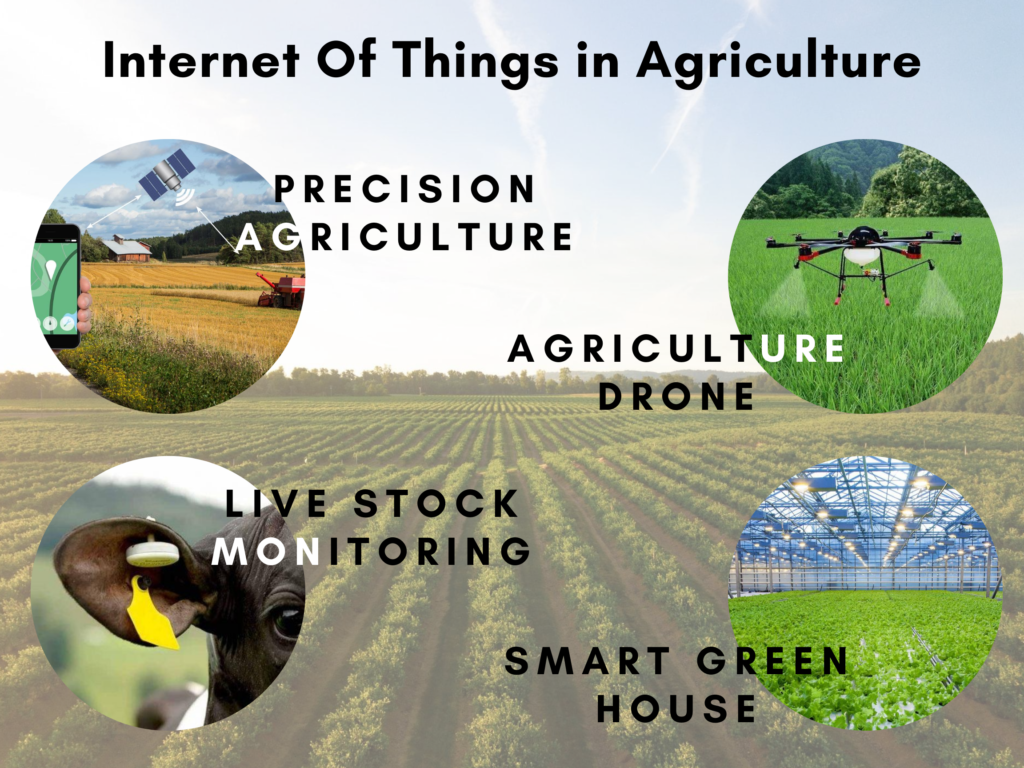 Internet Of Things in Agriculture
PRECISION
AGRICULTURE
AGRICULTURE
DRONE
LIVE STOCK
MONITORING
SMART GREEN
HOUSE